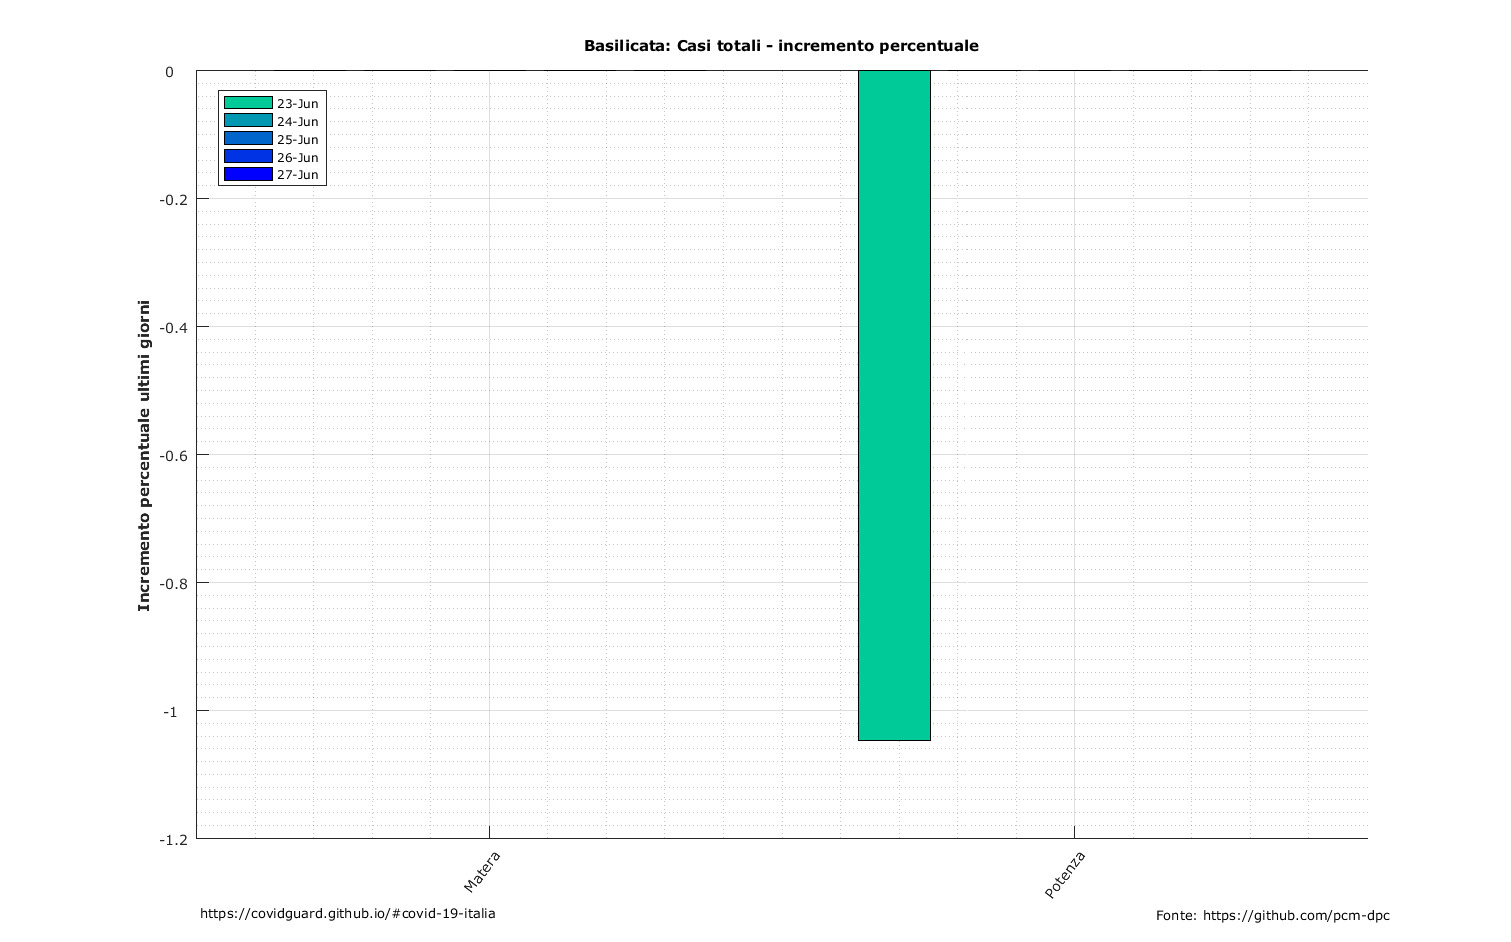 Basilicata: Casi totali - incremento percentuale
0
-0.2
-0.4
-0.6
-0.8
-1
-1.2
23-Jun
24-Jun
25-Jun
26-Jun
27-Jun
Incremento percentuale ultimi giorni
Matera
Potenza
https://covidguard.github.io/#covid-19-italia
Fonte: https://github.com/pcm-dpc